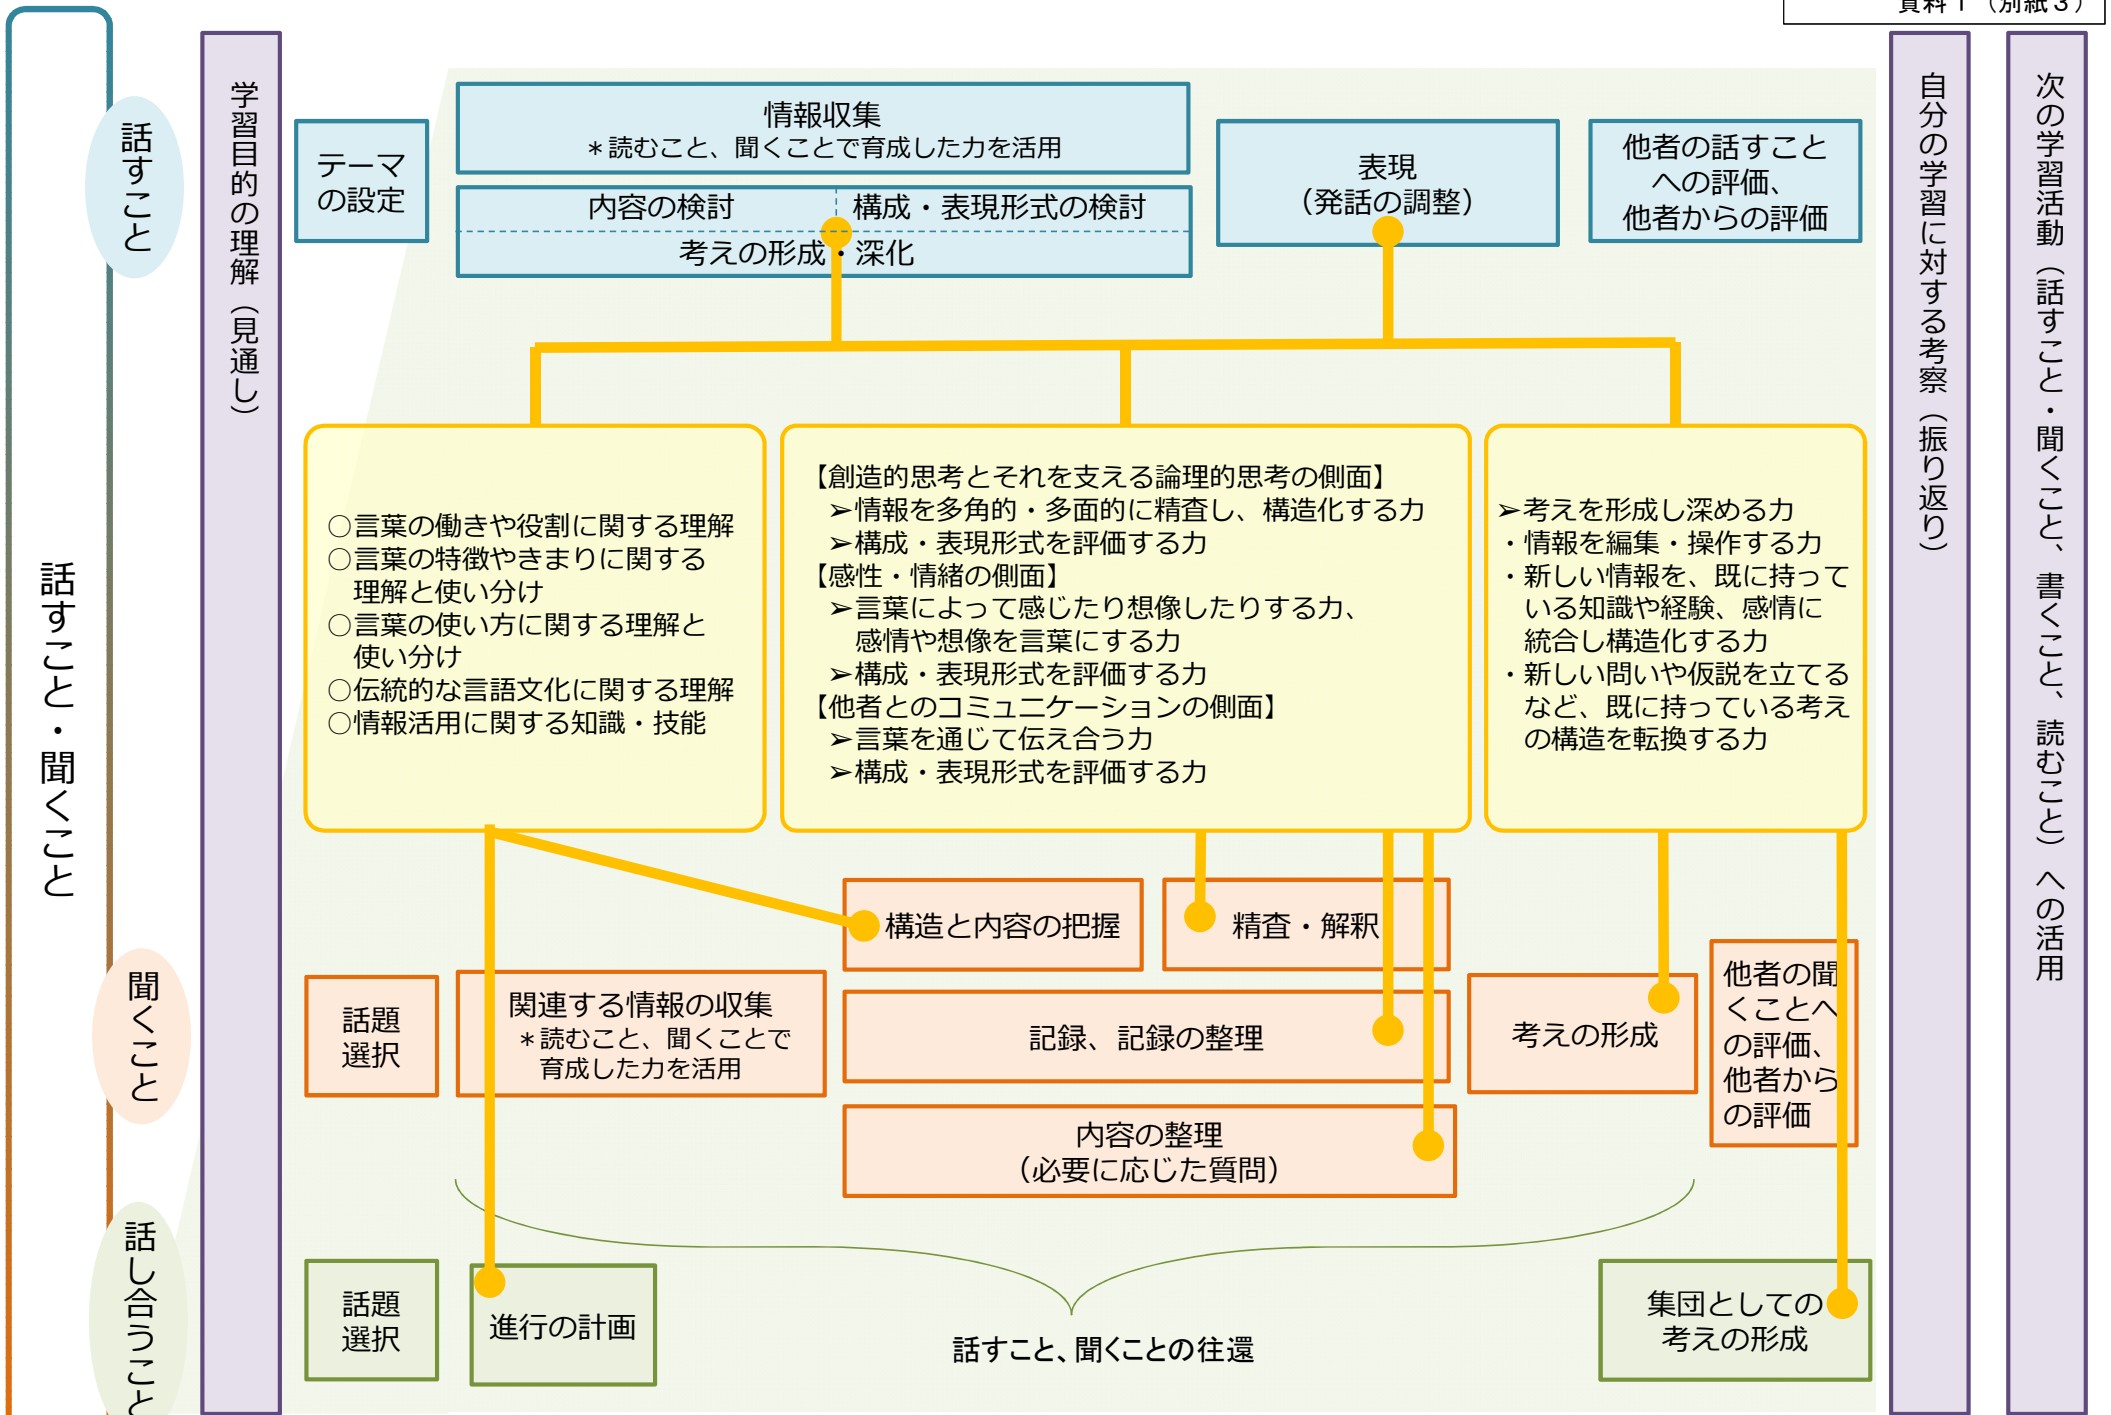 資料１（別紙３）
話すこと・聞くこと
話すこと
聞くこと
話し合うこと
学習目的の理解（見通し）
テーマ
の設定
情報収集
＊読むこと、聞くことで育成した力を活用
内容の検討
構成・表現形式の検討
考えの形成・深化
表現
（発話の調整）
他者の話すこと
への評価、
他者からの評価
○言葉の働きや役割に関する理解
○言葉の特徴やきまりに関する
理解と使い分け
○言葉の使い方に関する理解と
使い分け
○伝統的な言語文化に関する理解
○情報活用に関する知識・技能
【創造的思考とそれを支える論理的思考の側面】
➢情報を多角的・多面的に精査し、構造化する力
➢構成・表現形式を評価する力
【感性・情緒の側面】
➢言葉によって感じたり想像したりする力、
感情や想像を言葉にする力
➢構成・表現形式を評価する力
【他者とのコミュニケーションの側面】
➢言葉を通じて伝え合う力
➢構成・表現形式を評価する力
➢考えを形成し深める力
・情報を編集・操作する力
・新しい情報を、既に持って
いる知識や経験、感情に
統合し構造化する力
・新しい問いや仮説を立てる
など、既に持っている考え
の構造を転換する力
構造と内容の把握
精査・解釈
話題
選択
関連する情報の収集
＊読むこと、聞くことで
育成した力を活用
記録、記録の整理
考えの形成
他者の聞
くことへ
の評価、
他者から
の評価
内容の整理
（必要に応じた質問）
話題
選択
進行の計画
話すこと、聞くことの往還
集団としての
考えの形成
自分の学習に対する考察（振り返り）
次の学習活動（話すこと・聞くこと、書くこと、読むこと）への活用